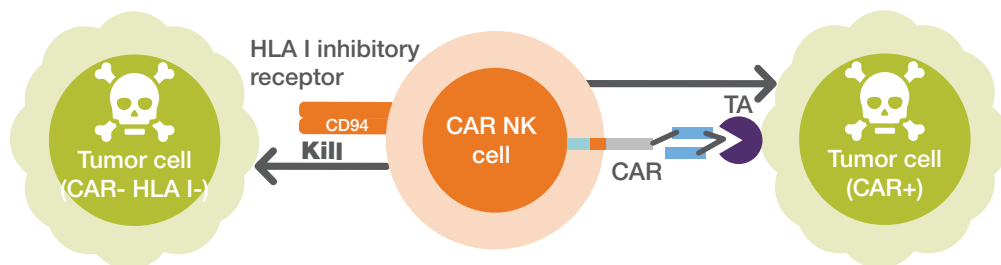 HLA I inhibitory
receptor
CD94
Kill
Tumor cell
(CAR- HLA I-)
CAR NK
cell
CAR
TA
Tumor cell
(CAR+)